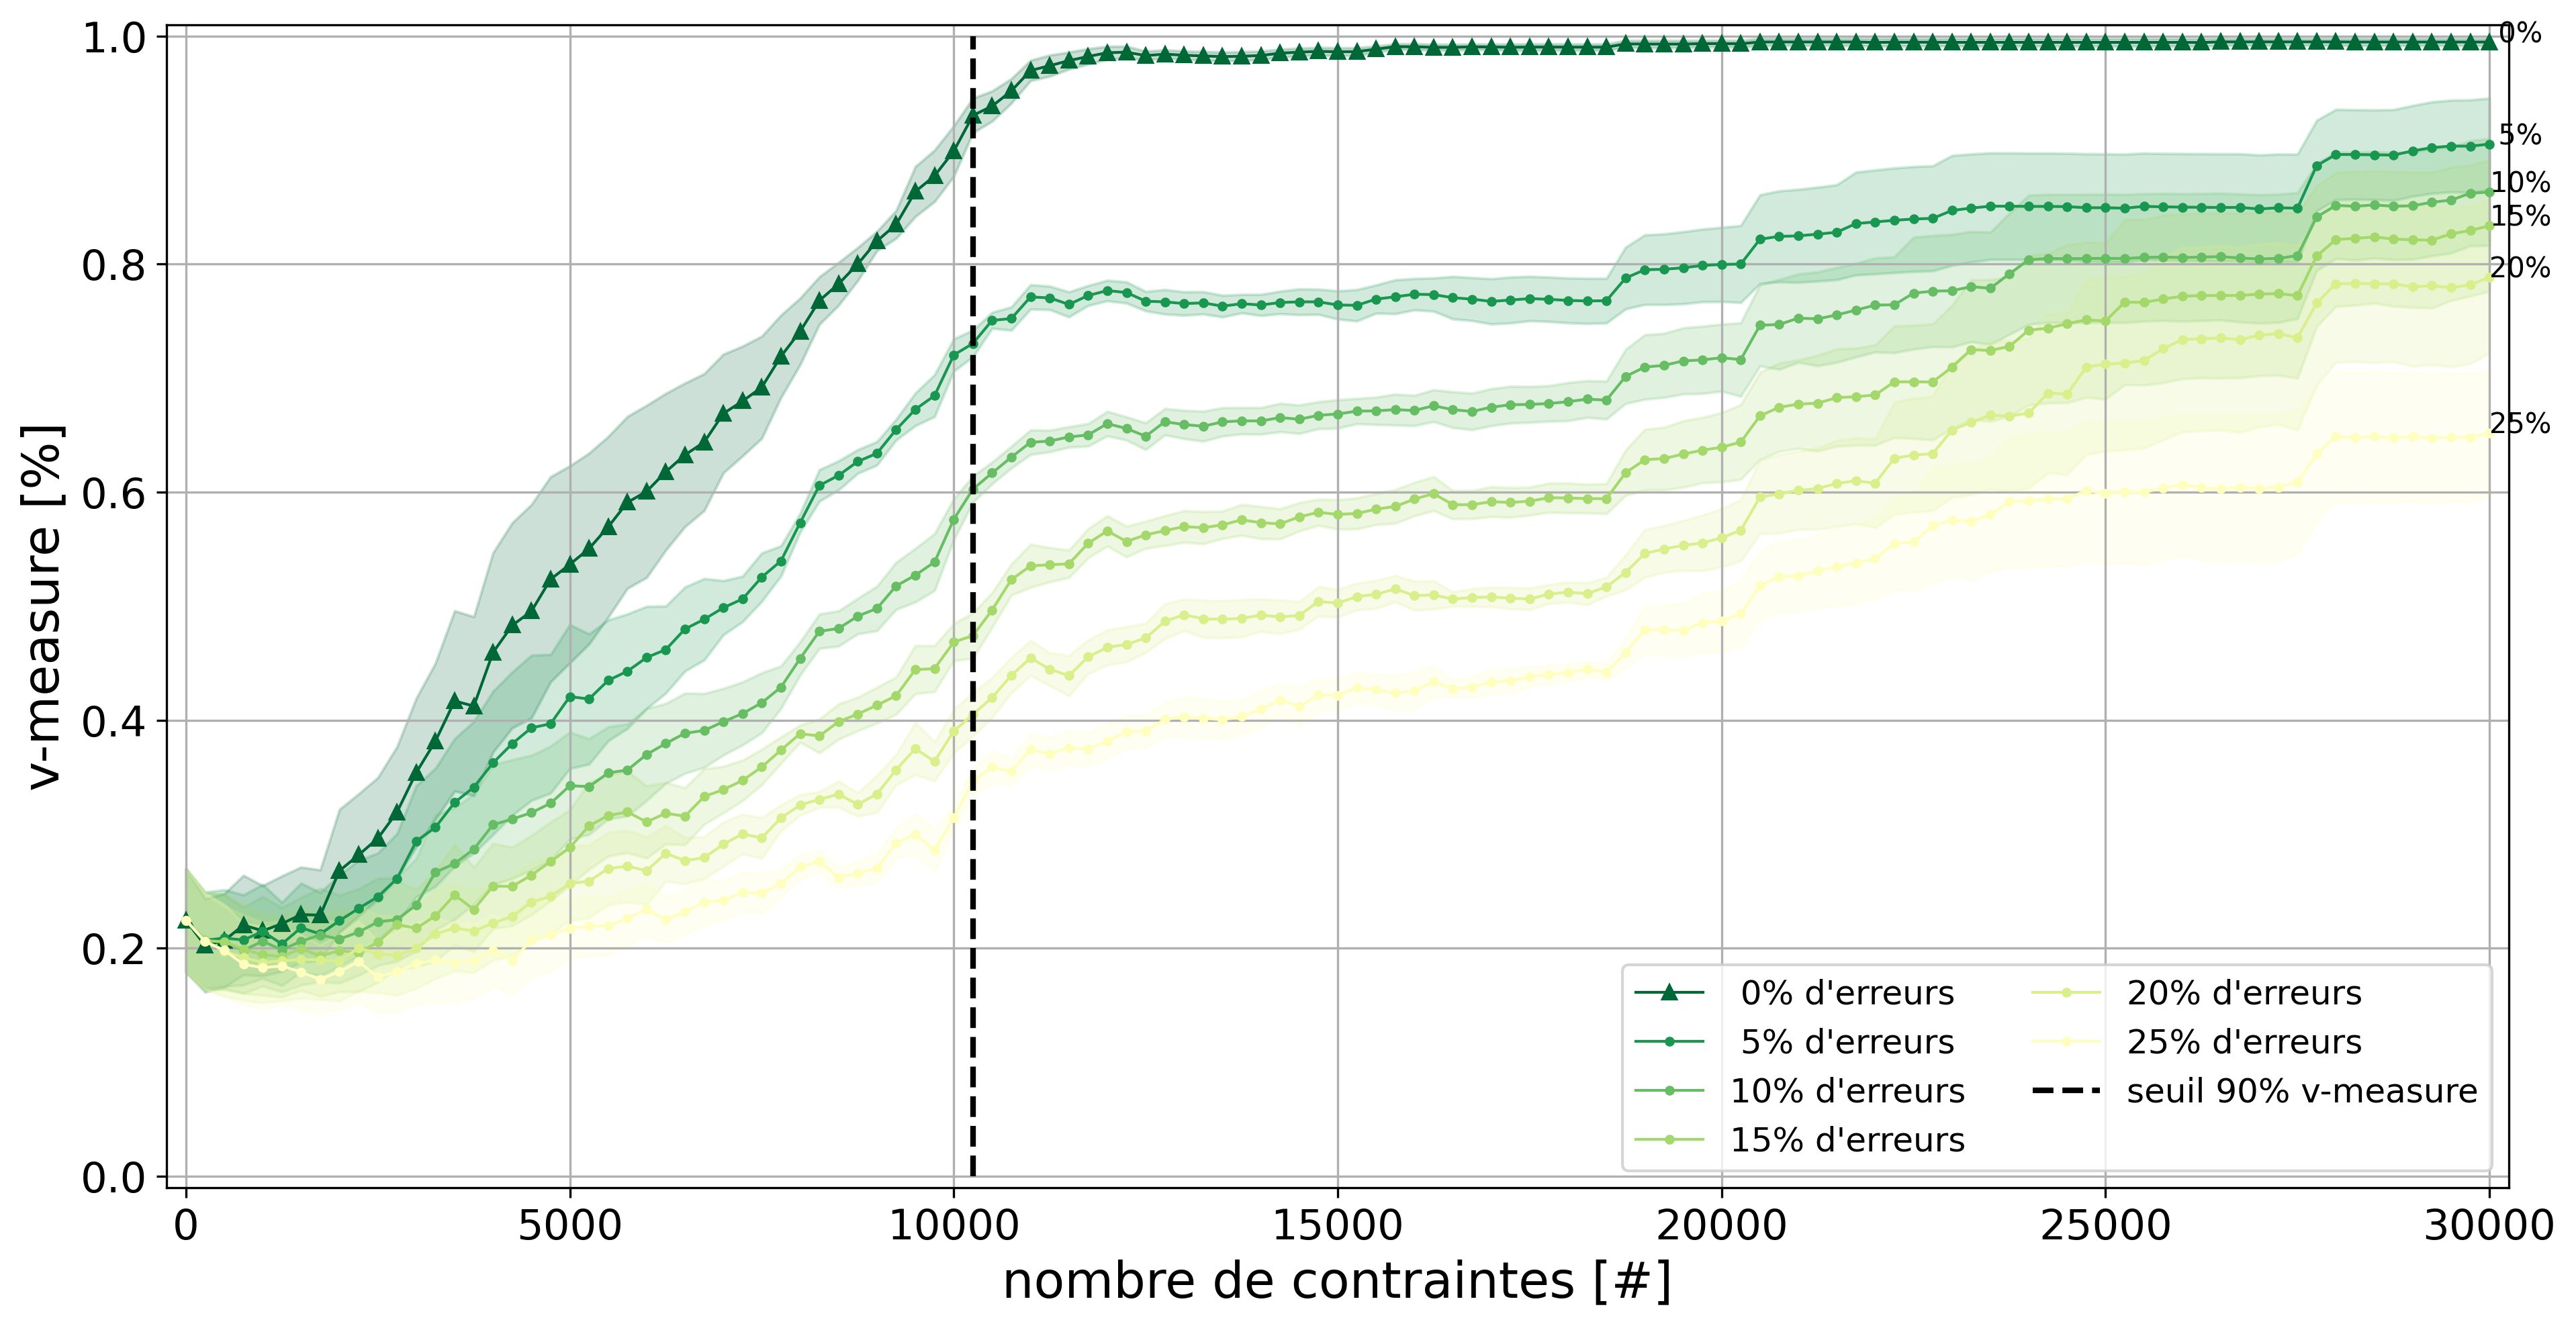 1.0
0.8
0.6
0.4
0.2
0.0
v-measure [%]
0%
5%
10%
15%
20%
25%
0% d'erreurs
5% d'erreurs
10% d'erreurs
15% d'erreurs
20% d'erreurs
25% d'erreurs
seuil 90% v-measure
0 5000 10000 15000 20000 25000 30000
nombre de contraintes [#]